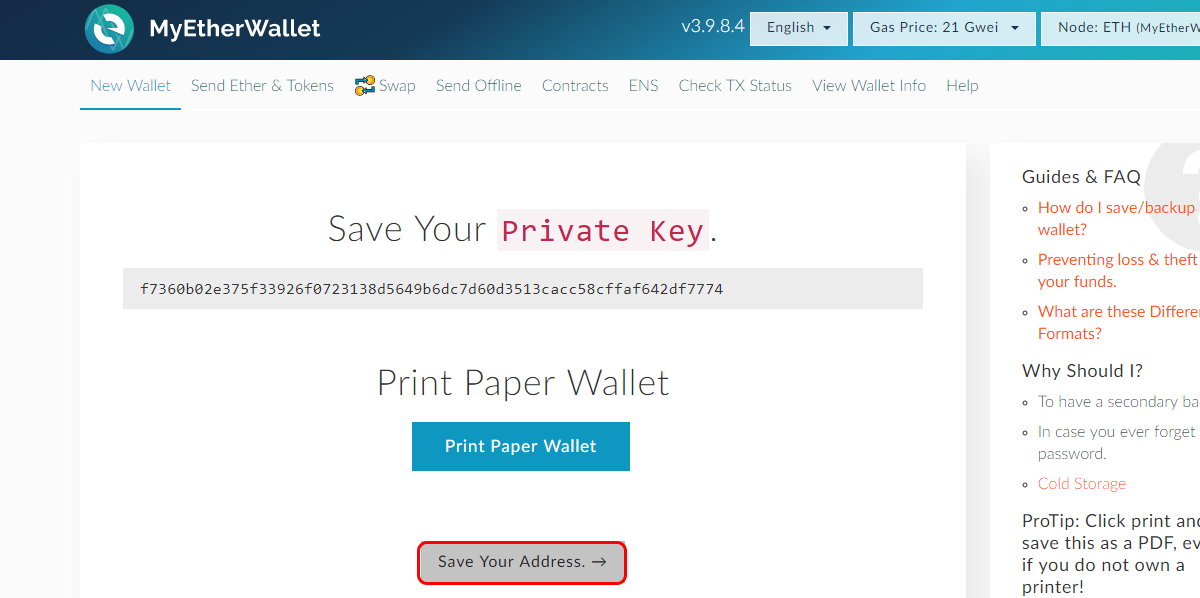 MyEtherWallet
v3.9.8.4 English Gas Price: 21 Gwei Node: ETH (MyEtherW
New Wallet Send Ether & Tokens Swap Send Offline Contracts ENS Check TX Status View Wallet Info Help
Save Your Private Key.
f7360b02e375f33926f0723138d5649b6dc7d60d3513cacc58cffaf642df7774
Print Paper Wallet
Print Paper Wallet
Save Your Address. →
Guides & FAQ
How do I save/backup
wallet?
Preventing loss & theft
your funds.
What are these Differe
Formats?
Why Should I?
To have a secondary ba
In case you ever forget
password.
Cold Storage
ProTip: Click print and
save this as a PDF, ev
if you do not own a
printer!